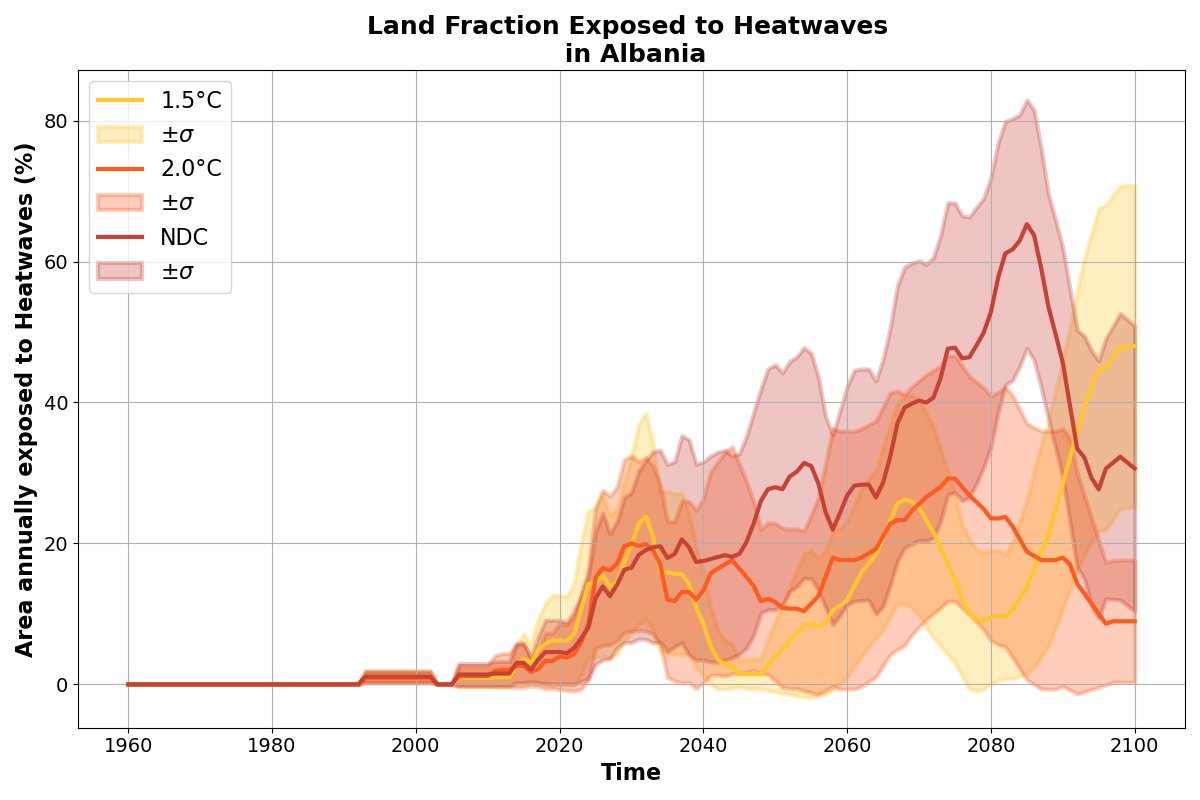 Land Fraction Exposed to Heatwaves
in Albania
1.5°C
±σ
2.0°C
±σ
NDC
±σ
Area annually exposed to Heatwaves (%)
80
60
40
20
0
1960 1980 2000 2020 2040 2060 2080 2100
Time